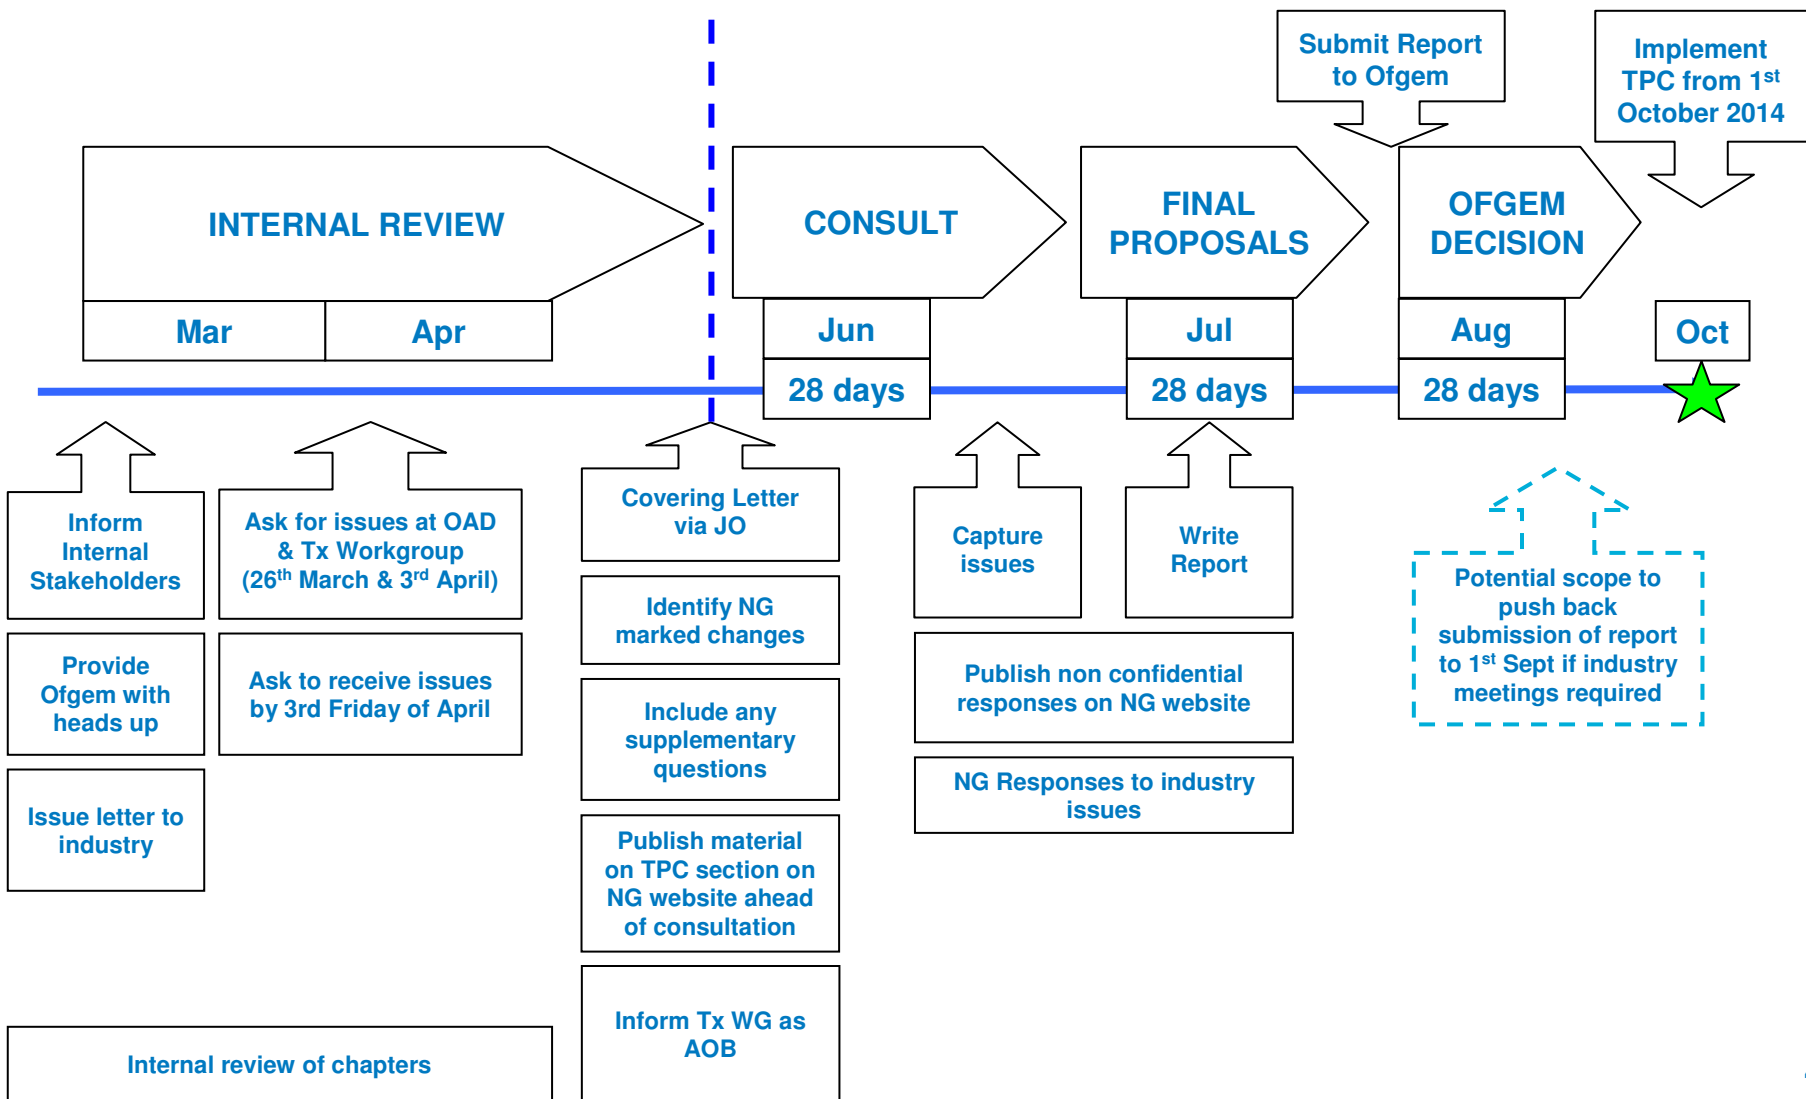 Submit Report
to Ofgem
Implement
TPC from 1st
October 2014
INTERNAL REVIEW
CONSULT
FINAL
PROPOSALS
OFGEM
DECISION
Mar
Apr
Jun
Jul
Aug
Oct
28 days
28 days
28 days
Inform
Internal
Stakeholders
Provide
Ofgem with
heads up
Issue letter to
industry
Ask for issues at OAD
& Tx Workgroup
(26th March & 3rd April)
Ask to receive issues
by 3rd Friday of April
Covering Letter
via JO
Identify NG
marked changes
Include any
supplementary
questions
Publish material
on TPC section on
NG website ahead
of consultation
Inform Tx WG as
AOB
Capture
issues
Write
Report
Publish non confidential
responses on NG website
NG Responses to industry
issues
Potential scope to
push back
submission of report
to 1st Sept if industry
meetings required
Internal review of chapters